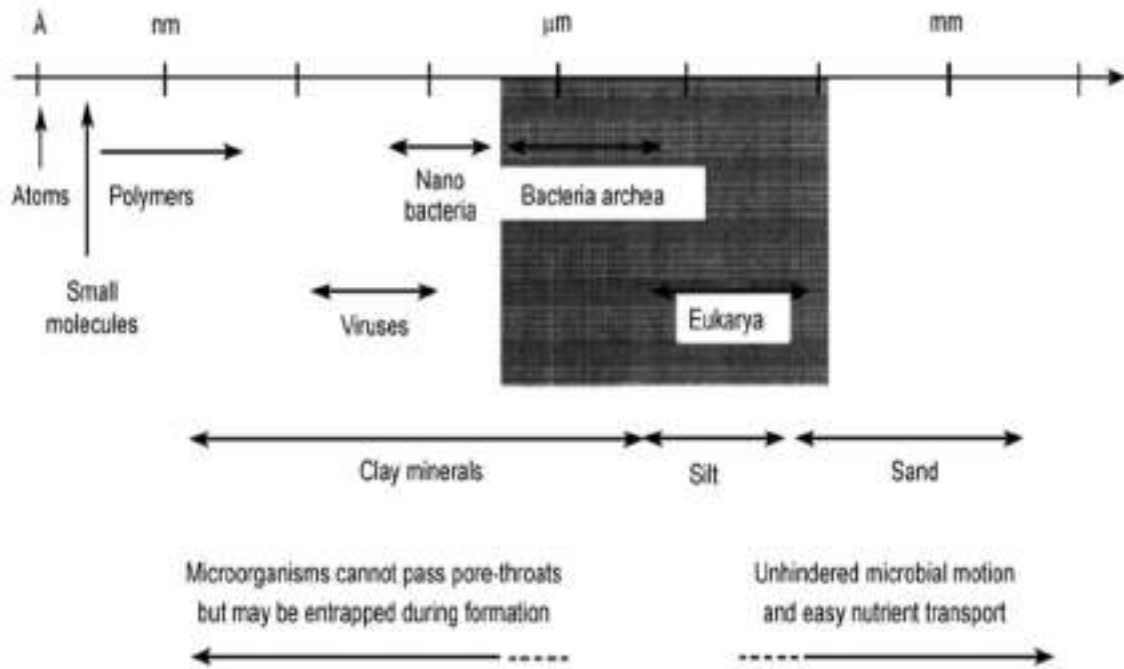 Å nm μm mm
Atoms
Polymers
Nano
bacteria
Bacteria archea
Small
molecules
Viruses
Eukarya
Clay minerals
Silt
Sand
Microorganisms cannot pass pore-throats
but may be entrapped during formation
Unhindered microbial motion
and easy nutrient transport